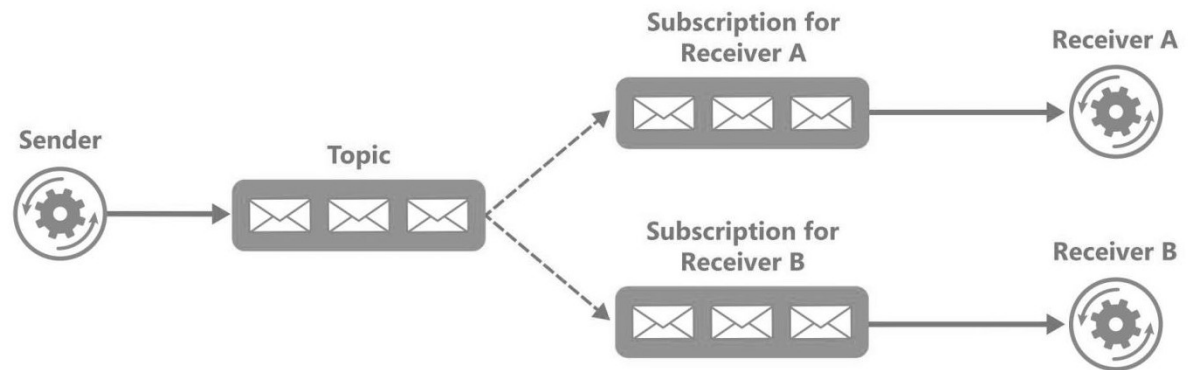 Sender
Topic
Subscription for
Receiver A
Receiver A
Subscription for
Receiver B
Receiver B